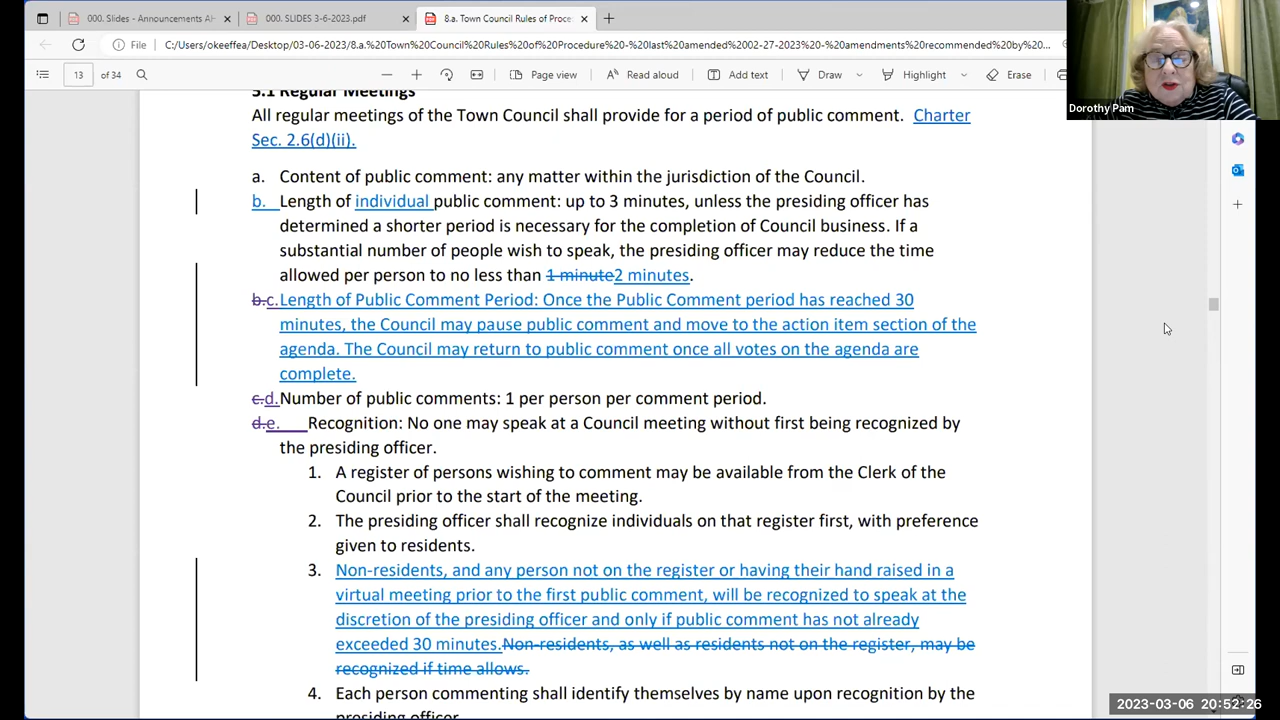 000. Slides - Announcements AI-
000. SLIDES 3-6-2023.pdf
8.a. Town Council Rules of Proce
File
C:/Users/okeeffea/Desktop/03-06-2023/8.a.%20Town%20Council%20Rules%20of%20Procedure%20-%20last%20amended%2002-27-2023%20-%20amendments%20recommended%20by%...
13 of 34
Page view
Read aloud
Add text
Draw
Highlight
Erase
Dorothy Pam
5.1 Regular Meetings
All regular meetings of the Town Council shall provide for a period of public comment. Charter
Sec. 2.6(d)(ii).
a. Content of public comment: any matter within the jurisdiction of the Council.
b. Length of individual public comment: up to 3 minutes, unless the presiding officer has
determined a shorter period is necessary for the completion of Council business. If a
substantial number of people wish to speak, the presiding officer may reduce the time
allowed per person to no less than 1 minute2 minutes.
b.c.Length of Public Comment Period: Once the Public Comment period has reached 30
minutes, the Council may pause public comment and move to the action item section of the
agenda. The Council may return to public comment once all votes on the agenda are
complete.
c.d.Number of public comments: 1 per person per comment period.
d.e. Recognition: No one may speak at a Council meeting without first being recognized by
the presiding officer.
1. A register of persons wishing to comment may be available from the Clerk of the
Council prior to the start of the meeting.
2. The presiding officer shall recognize individuals on that register first, with preference
given to residents.
3. Non-residents, and any person not on the register or having their hand raised in a
virtual meeting prior to the first public comment, will be recognized to speak at the
discretion of the presiding officer and only if public comment has not already
exceeded 30 minutes.Non-residents, as well as residents not on the register, may be
recognized if time allows.
4. Each person commenting shall identify themselves by name upon recognition by the
presiding officer.
2023-03-06 20:52:26